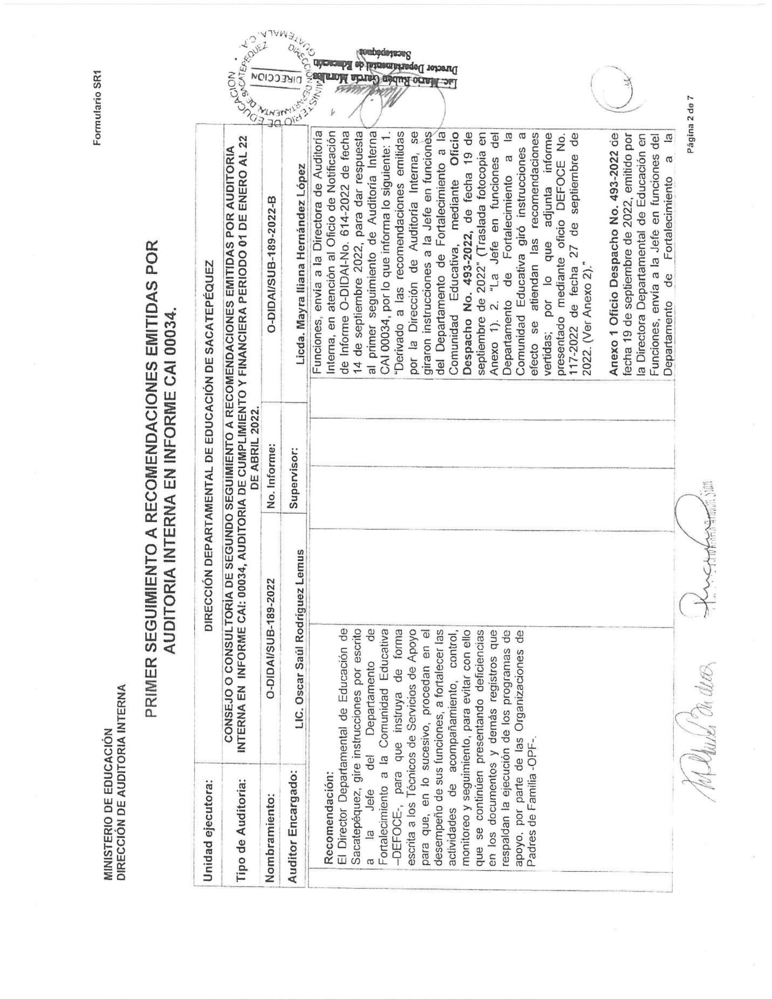 Formulario SR1
MINISTERIO DE EDUCACIÓN
DIRECCIÓN DE AUDITORIA INTERNA
PRIMER SEGUIMIENTO A RECOMENDACIONES EMITIDAS POR
AUDITORIA INTERNA EN INFORME CAI 00034.
Unidad ejecutora: DIRECCIÓN DEPARTAMENTAL DE EDUCACIÓN DE SACATEPÉQUEZ
Tipo de Auditoria: CONSEJO O CONSULTORÍA DE SEGUNDO SEGUIMIENTO A RECOMENDACIONES EMITIDAS POR AUDITORIA
INTERNA EN INFORME CAI: 00034, AUDITORIA DE CUMPLIMIENTO Y FINANCIERA PERIODO 01 DE ENERO AL 22
DE ABRIL 2022.
Nombramiento: O-DIDAI/SUB-189-2022 No. Informe: O-DIDAI/SUB-189-2022-B
Auditor Encargado: LIC. Oscar Saúl Rodríguez Lemus Supervisor: Licda. Mayra Iliana Hernández López
Recomendación:
El Director Departamental de Educación de
Sacatepéquez, gire instrucciones por escrito
a la Jefe del Departamento de
Fortalecimiento a la Comunidad Educativa
–DEFOCE-, para que instruya de forma
escrita a los Técnicos de Servicios de Apoyo
para que, en lo sucesivo, procedan en el
desempeño de sus funciones, a fortalecer las
actividades de acompañamiento, control,
monitoreo y seguimiento, para evitar con ello
que se continúen presentando deficiencias
en los documentos y demás registros que
respaldan la ejecución de los programas de
apoyo, por parte de las Organizaciones de
Padres de Familia -OPF-.
Funciones, envía a la Directora de Auditoría
Interna, en atención al Oficio de Notificación
de Informe O-DIDAI-No. 614-2022 de fecha
14 de septiembre 2022, para dar respuesta
al primer seguimiento de Auditoría Interna
CAI 00034, por lo que informa lo siguiente: 1.
“Derivado a las recomendaciones emitidas
por la Dirección de Auditoría Interna, se
giraron instrucciones a la Jefe en funciones
del Departamento de Fortalecimiento a la
Comunidad Educativa, mediante Oficio
Despacho No. 493-2022, de fecha 19 de
septiembre de 2022” (Traslada fotocopia en
Anexo 1). 2. “La Jefe en funciones del
Departamento de Fortalecimiento a la
Comunidad Educativa giró instrucciones a
efecto se atiendan las recomendaciones
vertidas; por lo que adjunta informe
presentado mediante oficio DEFOCE No.
117-2022 de fecha 27 de septiembre de
2022. (Ver Anexo 2).”
Anexo 1 Oficio Despacho No. 493-2022 de
fecha 19 de septiembre de 2022, emitido por
la Directora Departamental de Educación en
Funciones, envía a la Jefe en funciones del
Departamento de Fortalecimiento a la
MINISTERIO DE EDUCACION • GUATEMALA, C.A.
DIRECCION DEPARTAMENTAL DE SACATEPEQUEZ
DIRECCION
Lic. Mario Rubén García Morales
Director Departamental de Educación
Sacatepéquez
Página 2 de 7